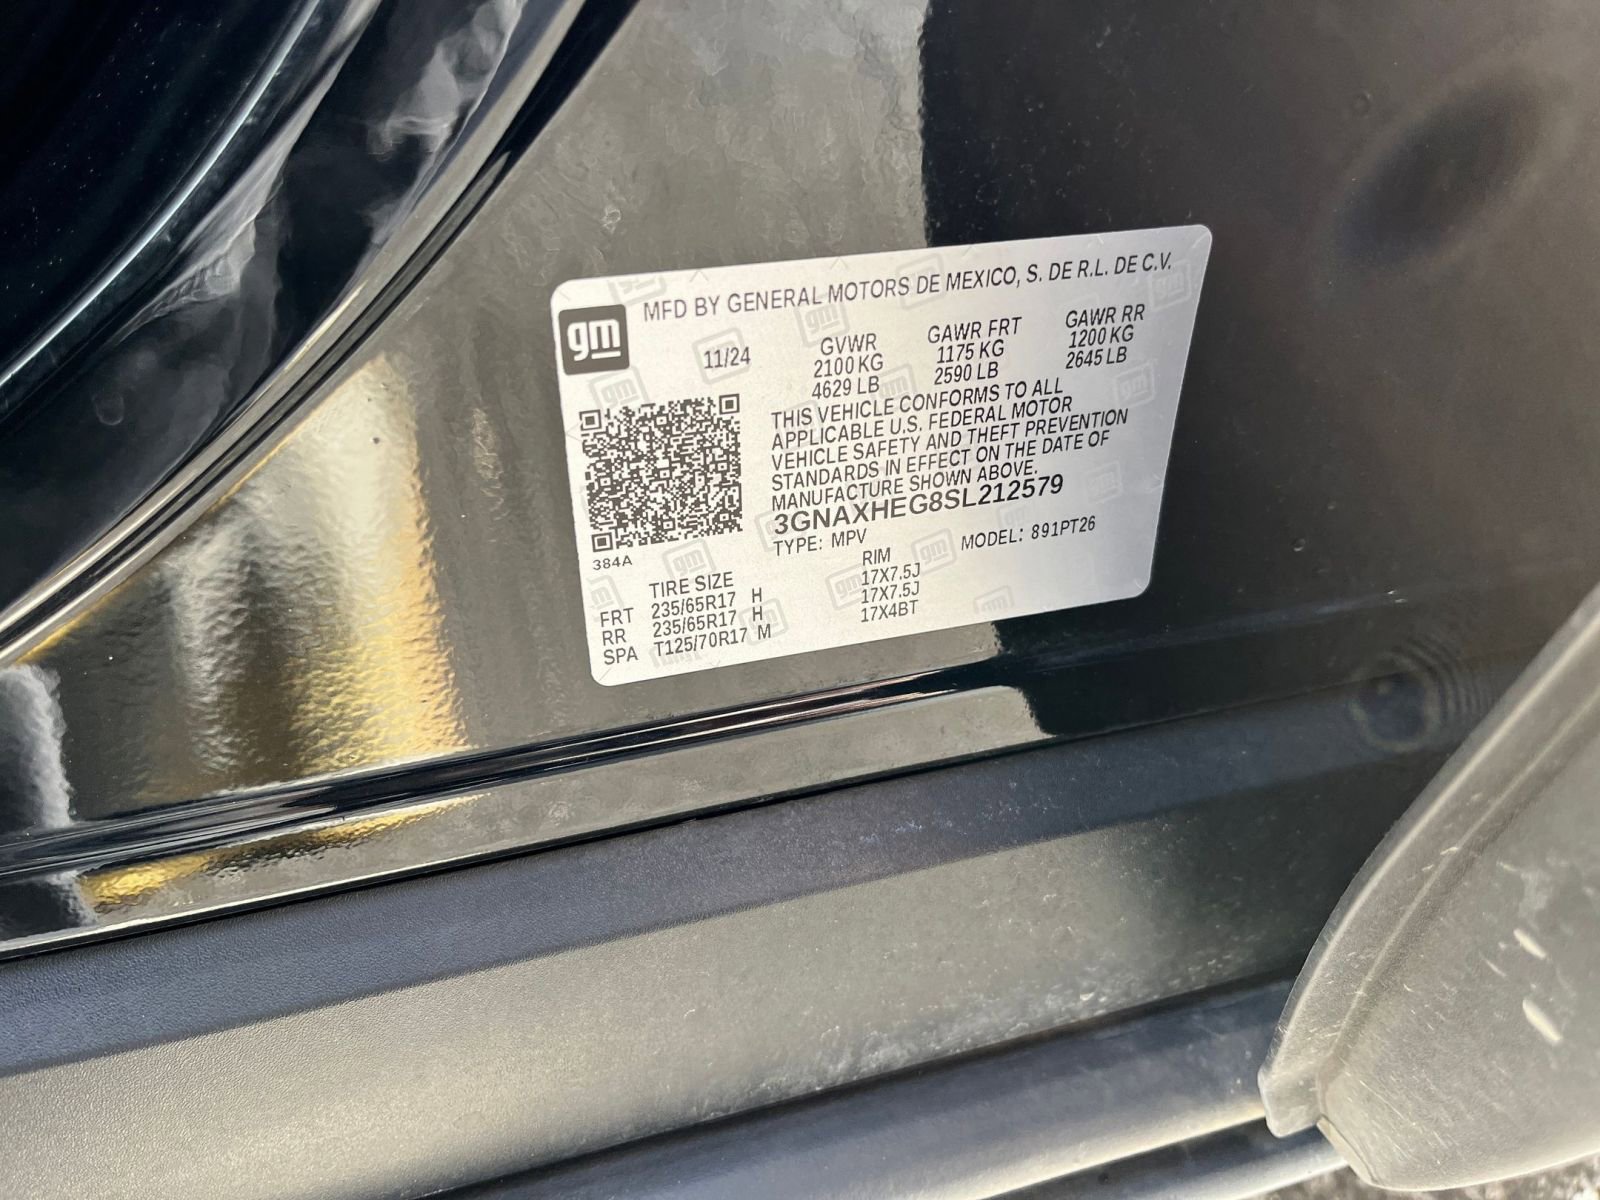 gm
MFD BY GENERAL MOTORS DE MEXICO, S. DE R.L. DE C.V.
11/24
GVWR
2100 KG
4629 LB
GAWR FRT
1175 KG
2590 LB
GAWR RR
1200 KG
2645 LB
THIS VEHICLE CONFORMS TO ALL
APPLICABLE U.S. FEDERAL MOTOR
VEHICLE SAFETY AND THEFT PREVENTION
STANDARDS IN EFFECT ON THE DATE OF
MANUFACTURE SHOWN ABOVE.
3GNAXHEG8SL212579
TYPE: MPV MODEL: 891PT26
384A
TIRE SIZE RIM
FRT 235/65R17 H 17X7.5J
RR 235/65R17 H 17X7.5J
SPA T125/70R17 M 17X4BT